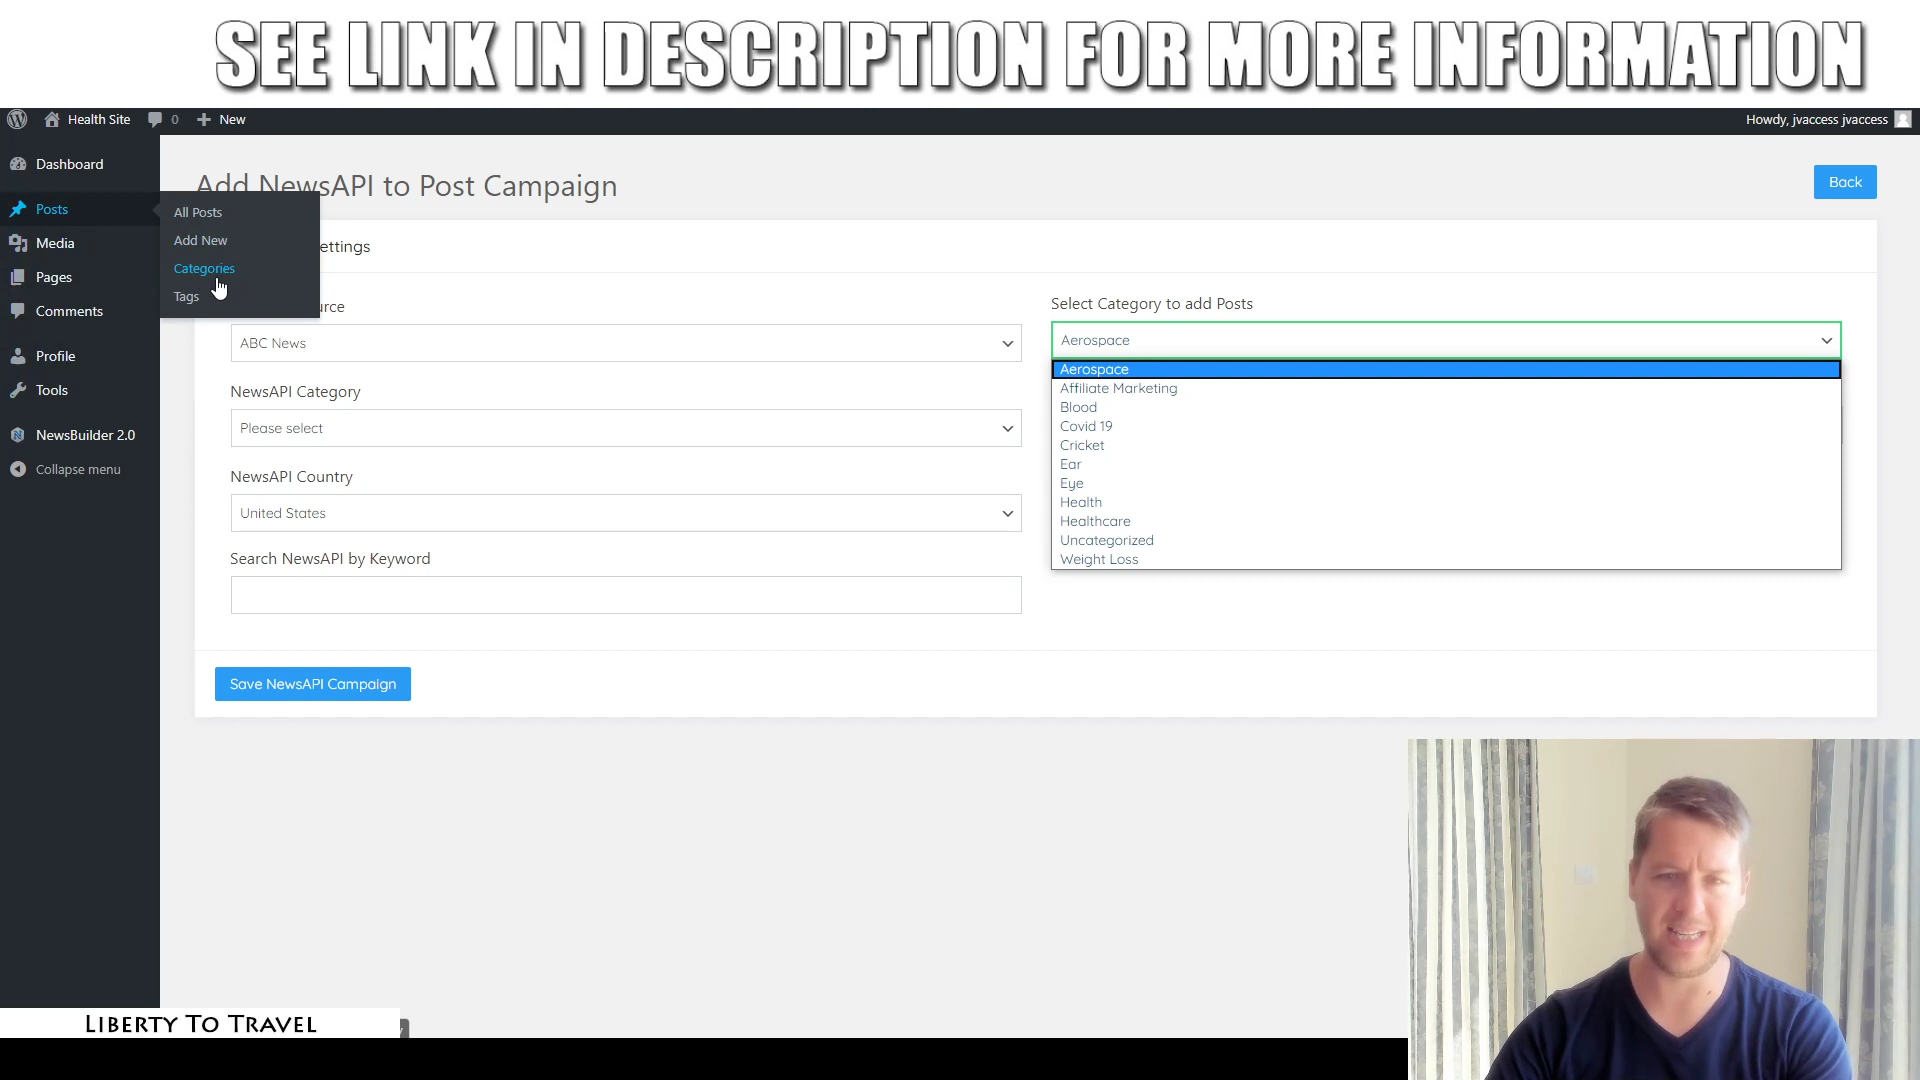 SEE LINK IN DESCRIPTION FOR MORE INFORMATION
Health Site
0
New
Howdy, jvaccess jvaccess
Dashboard
Posts
Media
Pages
Comments
Profile
Tools
NewsBuilder 2.0
Collapse menu
All Posts
Add New
Categories
Tags
Add NewsAPI to Post Campaign
Back
ettings
urce
ABC News
NewsAPI Category
Please select
NewsAPI Country
United States
Search NewsAPI by Keyword
Select Category to add Posts
Aerospace
Aerospace
Affiliate Marketing
Blood
Covid 19
Cricket
Ear
Eye
Health
Healthcare
Uncategorized
Weight Loss
Save NewsAPI Campaign
LIBERTY TO TRAVEL